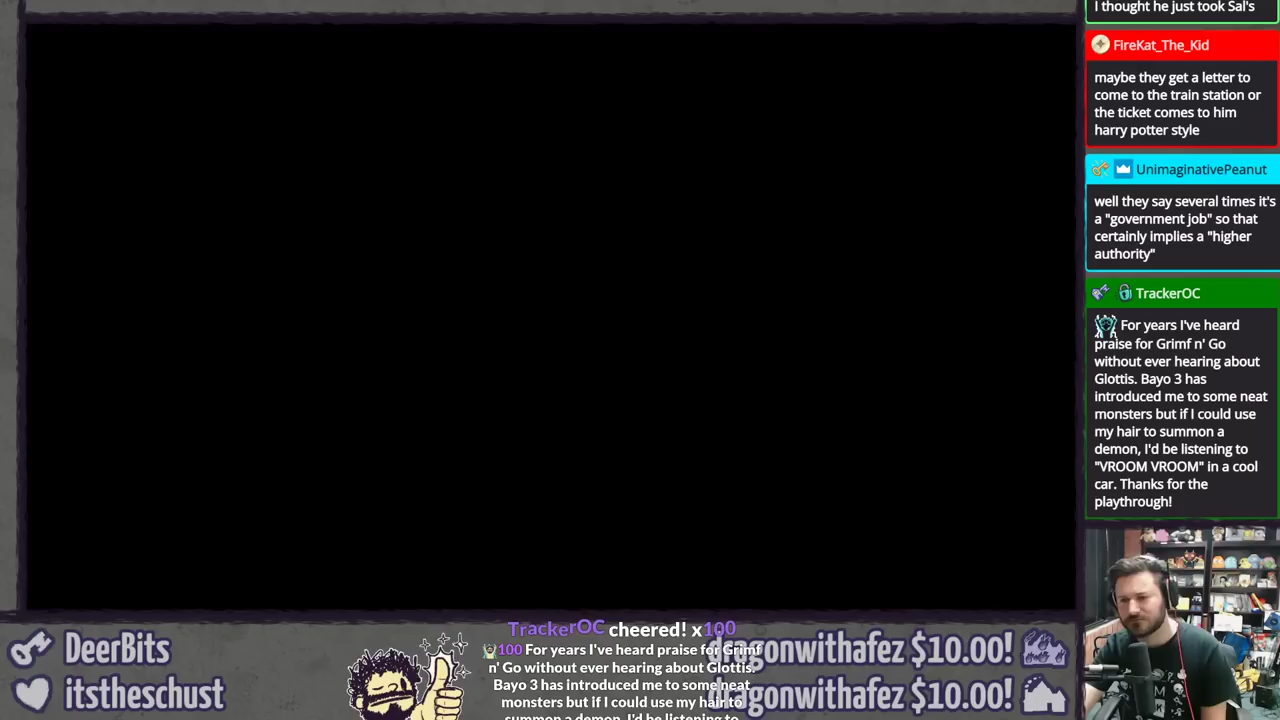 I thought he just took Sal's
FireKat_The_Kid
maybe they get a letter to
come to the train station or
the ticket comes to him
harry potter style
UnimaginativePeanut
well they say several times it's
a "government job" so that
certainly implies a "higher
authority"
TrackerOC
For years I've heard
praise for Grimf n' Go
without ever hearing about
Glottis. Bayo 3 has
introduced me to some neat
monsters but if I could use
my hair to summon a
demon, I'd be listening to
"VROOM VROOM" in a cool
car. Thanks for the
playthrough!
DeerBits
itstheschust
TrackerOC cheered! x100
100 For years I've heard praise for Grimf
n' Go without ever hearing about Glottis.
Bayo 3 has introduced me to some neat
monsters but if I could use my hair to
summon a demon, I'd be listening to
dragonwithafez $10.00!
dragonwithafez $10.00!